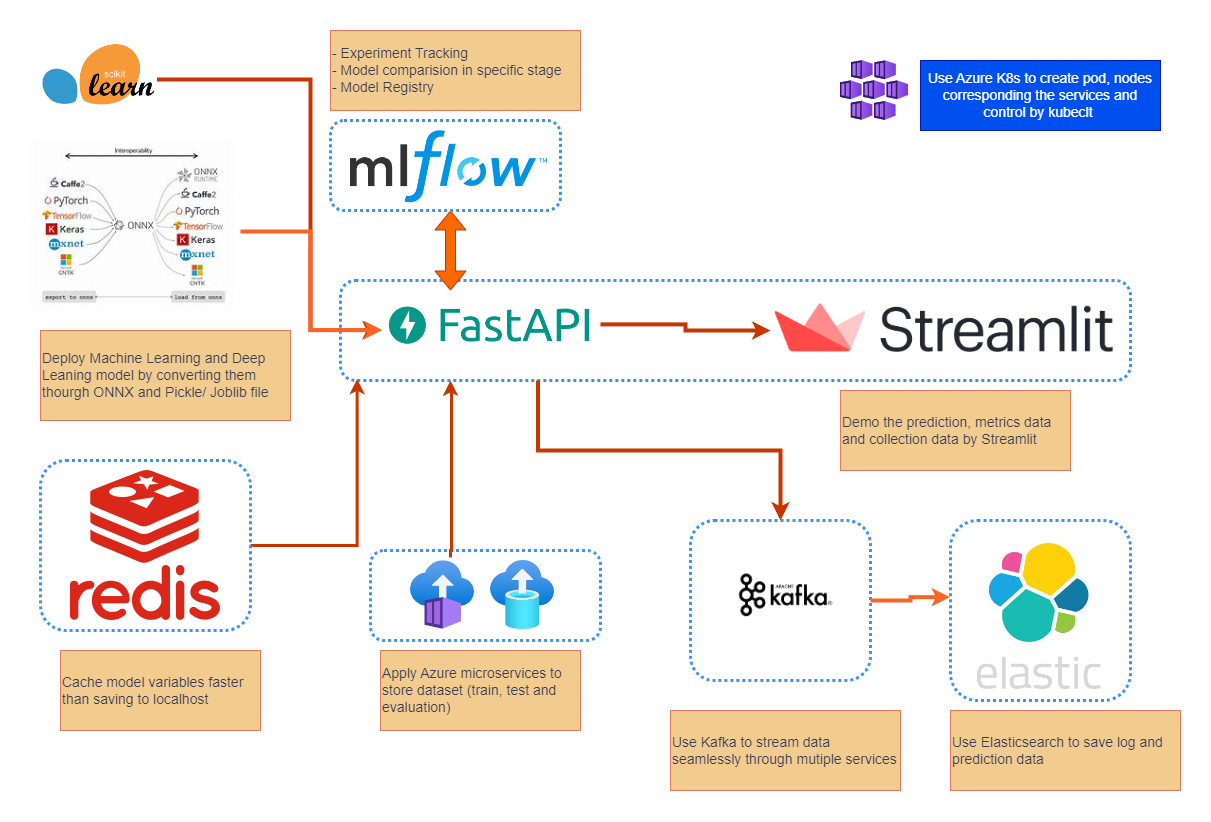 scikit
learn
- Experiment Tracking
- Model comparision in specific stage
- Model Registry
Use Azure K8s to create pod, nodes
corresponding the services and
control by kubeclt
mlflow™
Interoperability
Caffe2
PyTorch
TensorFlow
Keras
mxnet
CNTK
ONNX
ONNX
RUNTIME
Caffe2
PyTorch
TensorFlow
Keras
mxnet
CNTK
export to onnx
load from onnx
FastAPI
Streamlit
Deploy Machine Learning and Deep
Leaning model by converting them
thourgh ONNX and Pickle/ Joblib file
Demo the prediction, metrics data
and collection data by Streamlit
redis
Cache model variables faster
than saving to localhost
Apply Azure microservices to
store dataset (train, test and
evaluation)
APACHE
kafka®
elastic
Use Kafka to stream data
seamlessly through mutiple services
Use Elasticsearch to save log and
prediction data